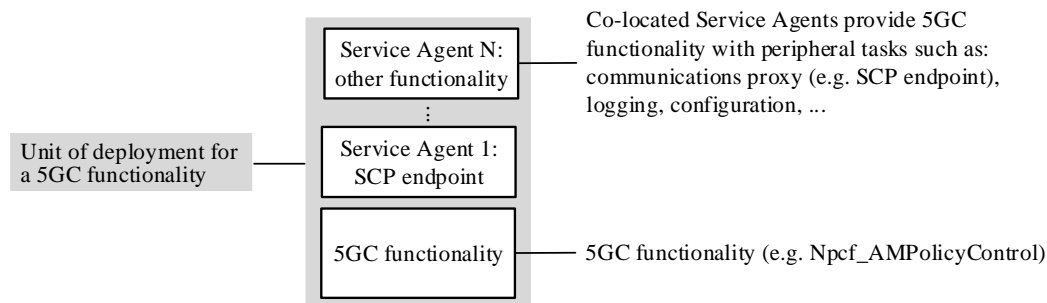 Service Agent N:
other functionality
Co-located Service Agents provide 5GC
functionality with peripheral tasks such as:
communications proxy (e.g. SCP endpoint),
logging, configuration, ...
...
Unit of deployment for
a 5GC functionality
Service Agent 1:
SCP endpoint
5GC functionality
5GC functionality (e.g. Npcf_AMPolicyControl)